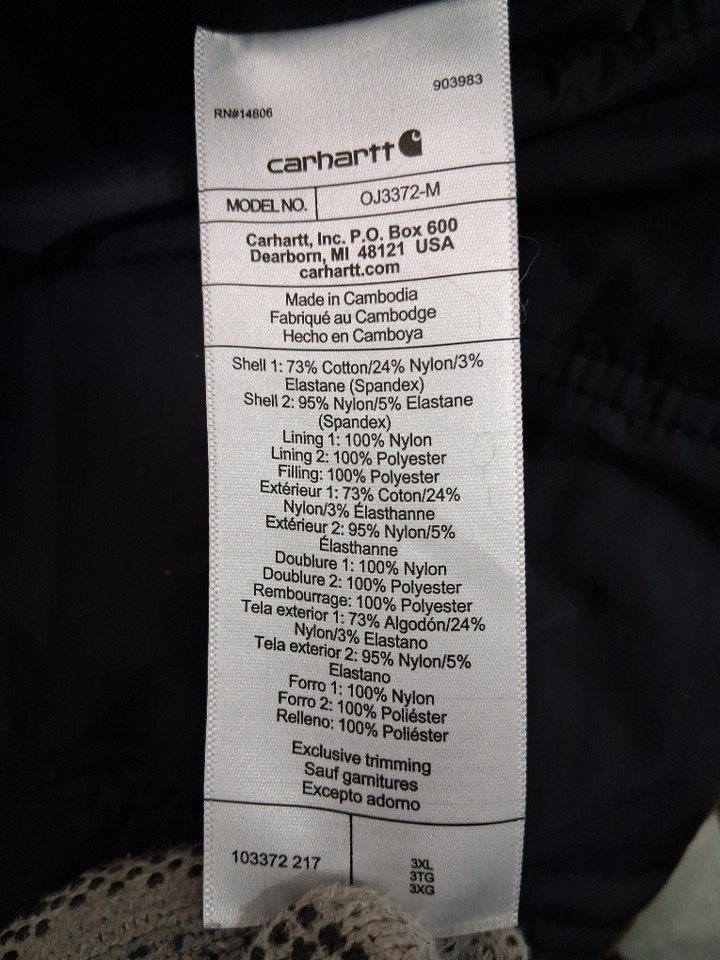 903983
RN#14806
carhartt
MODEL NO. OJ3372-M
Carhartt, Inc. P.O. Box 600
Dearborn, MI 48121 USA
carhartt.com
Made in Cambodia
Fabriqué au Cambodge
Hecho en Camboya
Shell 1: 73% Cotton/24% Nylon/3%
Elastane (Spandex)
Shell 2: 95% Nylon/5% Elastane
(Spandex)
Lining 1: 100% Nylon
Lining 2: 100% Polyester
Filling: 100% Polyester
Extérieur 1: 73% Coton/24%
Nylon/3% Élasthanne
Extérieur 2: 95% Nylon/5%
Élasthanne
Doublure 1: 100% Nylon
Doublure 2: 100% Polyester
Rembourrage: 100% Polyester
Tela exterior 1: 73% Algodón/24%
Nylon/3% Elastano
Tela exterior 2: 95% Nylon/5%
Elastano
Forro 1: 100% Nylon
Forro 2: 100% Poliéster
Relleno: 100% Poliéster
Exclusive trimming
Sauf garnitures
Excepto adorno
103372 217
3XL
3TG
3XG